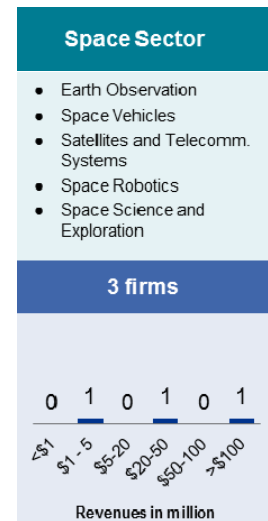 Space Sector
● Earth Observation
● Space Vehicles
● Satellites and Telecomm.
Systems
● Space Robotics
● Space Science and
Exploration
3 firms
0 1 0 1 0 1
<$1 $1 - 5 $5-20 $20-50 $50-100 >$100
Revenues in million